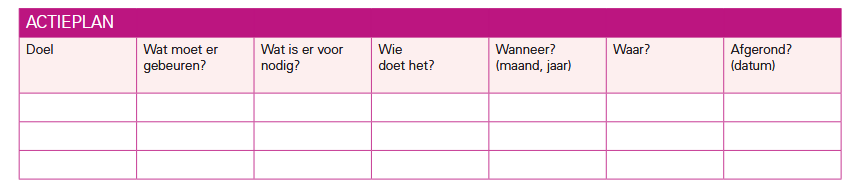 ACTIEPLAN
Doel
Wat moet er
gebeuren?
Wat is er voor
nodig?
Wie
doet het?
Wanneer?
(maand, jaar)
Waar?
Afgerond?
(datum)